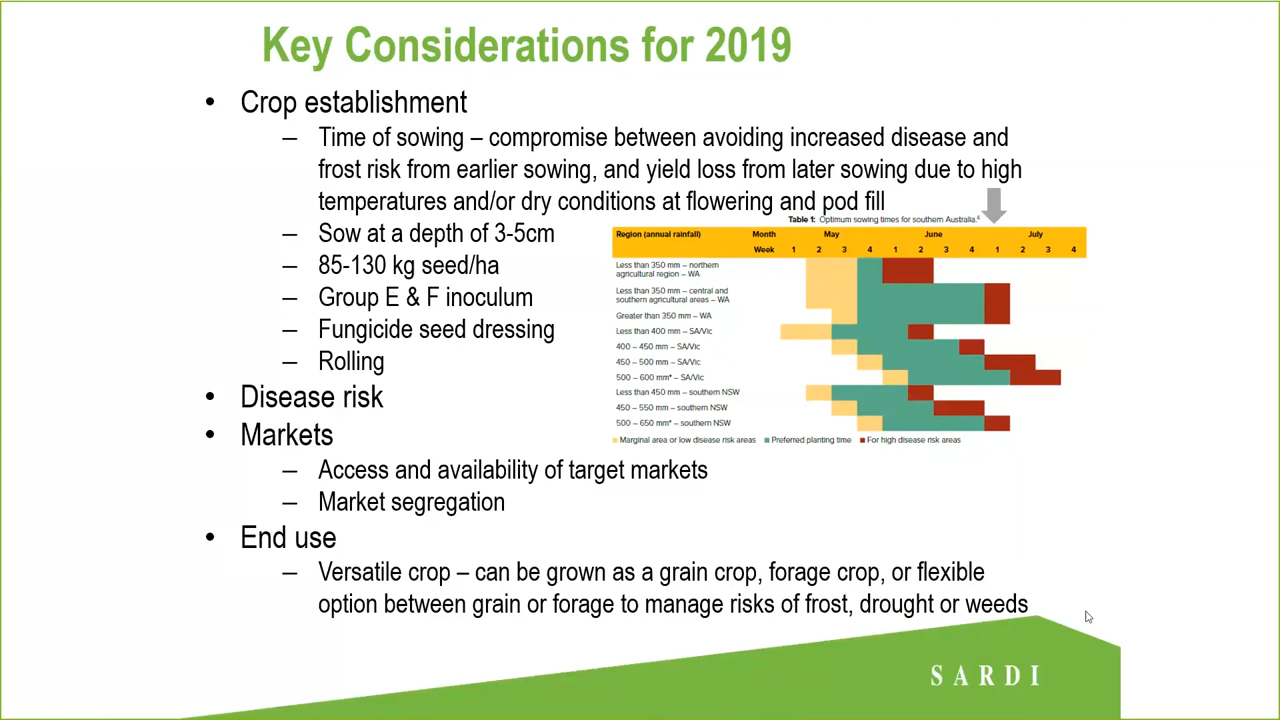 Key Considerations for 2019
• Crop establishment
– Time of sowing – compromise between avoiding increased disease and
frost risk from earlier sowing, and yield loss from later sowing due to high
temperatures and/or dry conditions at flowering and pod fill
– Sow at a depth of 3-5cm
– 85-130 kg seed/ha
– Group E & F inoculum
– Fungicide seed dressing
– Rolling
Table 1: Optimum sowing times for southern Australia.⁶
Region (annual rainfall) Month May June July
Week 1 2 3 4 1 2 3 4 1 2 3 4
Less than 350 mm – northern
agricultural region – WA
Less than 350 mm – central and
southern agricultural areas – WA
Greater than 350 mm – WA
Less than 400 mm – SA/Vic
400 – 450 mm – SA/Vic
450 – 500 mm – SA/Vic
500 – 600 mm* – SA/Vic
Less than 450 mm – southern NSW
450 – 550 mm – southern NSW
500 – 650 mm* – southern NSW
Marginal area or low disease risk areas Preferred planting time For high disease risk areas
• Disease risk
• Markets
– Access and availability of target markets
– Market segregation
• End use
– Versatile crop – can be grown as a grain crop, forage crop, or flexible
option between grain or forage to manage risks of frost, drought or weeds
SARDI